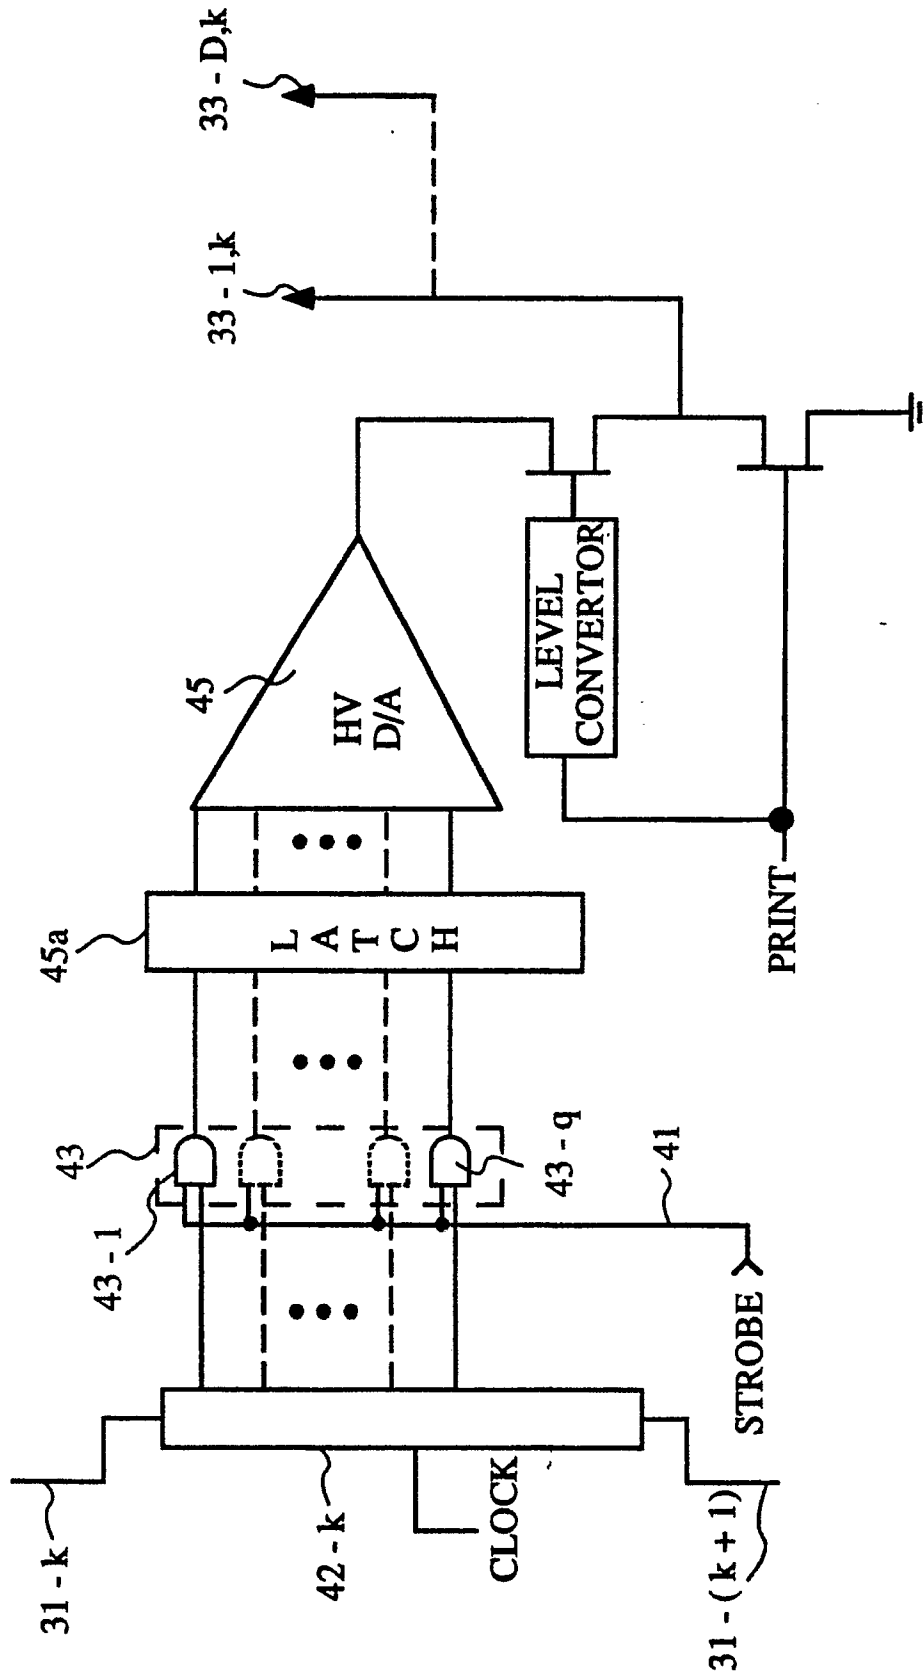 31 - k
42 - k
CLOCK
31 - ( k + 1 )
43 - 1
43
43 - q
41
STROBE
45a
LATCH
45
HV
D/A
LEVEL
CONVERTOR
PRINT
33 - 1,k
33 - D,k